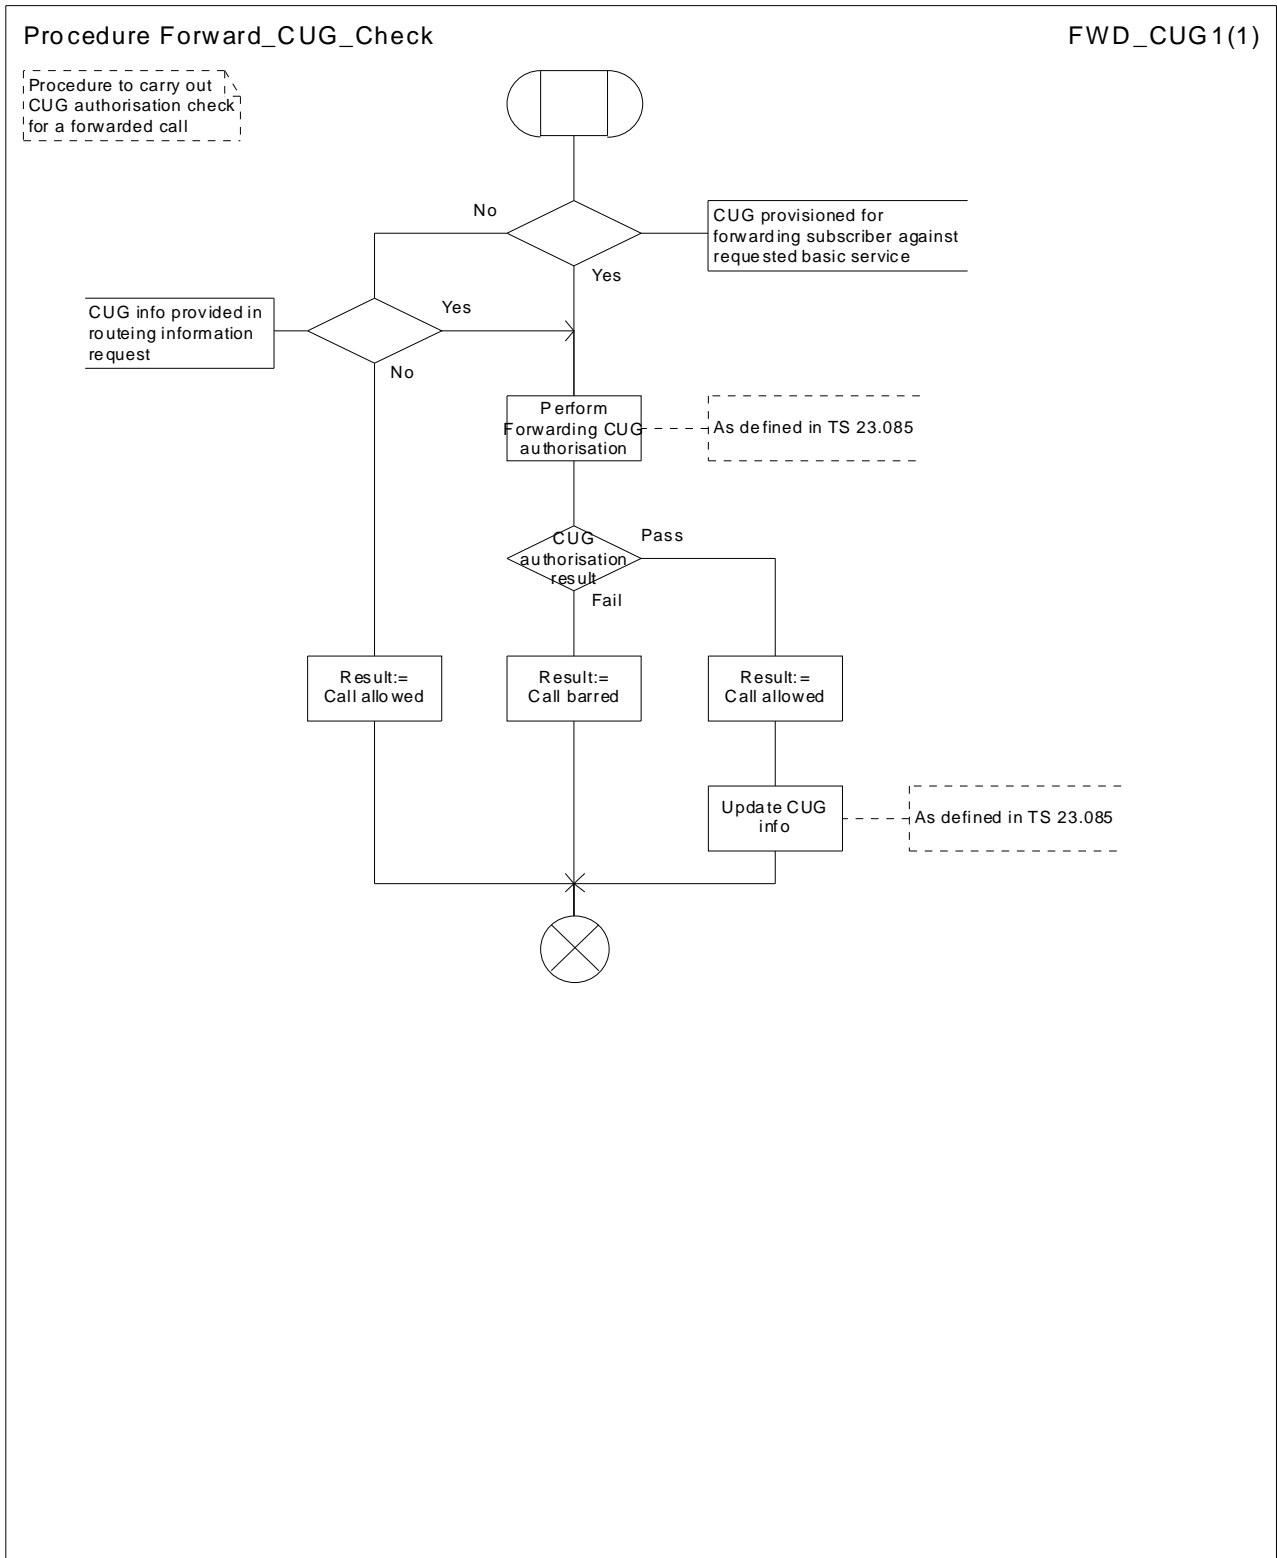 Procedure Forward_CUG_Check
FWD_CUG1(1)
Procedure to carry out
CUG authorisation check
for a forwarded call
No
CUG provisioned for
forwarding subscriber against
requested basic service
Yes
CUG info provided in
routeing information
request
Yes
No
Perform
Forwarding CUG
authorisation
As defined in TS 23.085
CUG
authorisation
result
Pass
Fail
Result:=
Call allowed
Result:=
Call barred
Result:=
Call allowed
Update CUG
info
As defined in TS 23.085